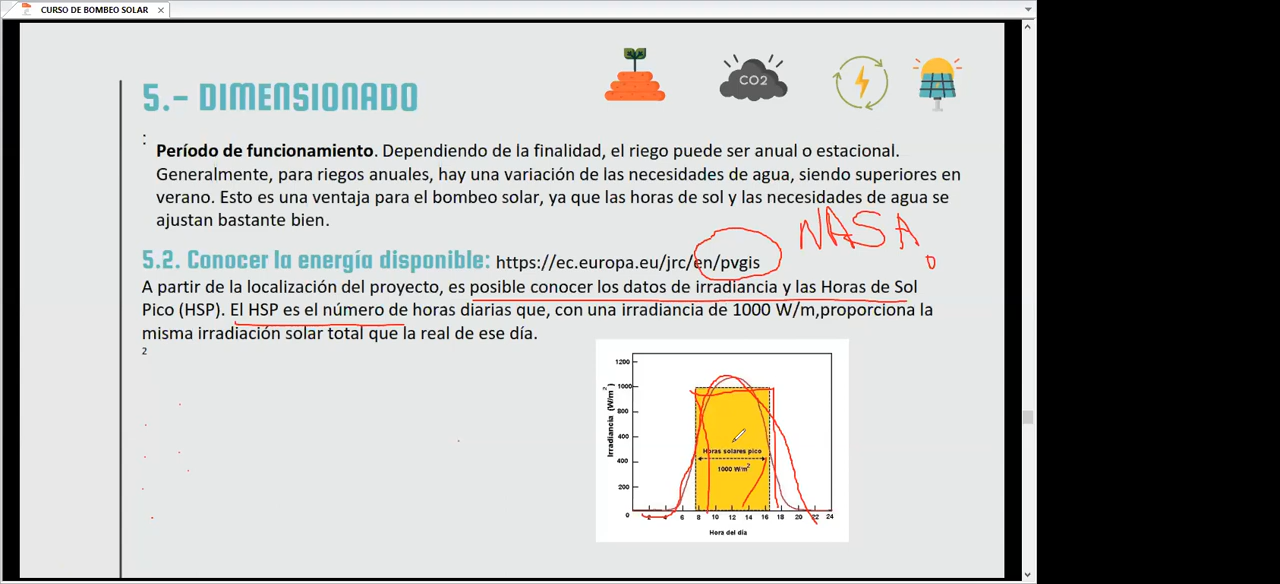 CURSO DE BOMBEO SOLAR
CO2
5.- DIMENSIONADO
:
Período de funcionamiento. Dependiendo de la finalidad, el riego puede ser anual o estacional.
Generalmente, para riegos anuales, hay una variación de las necesidades de agua, siendo superiores en
verano. Esto es una ventaja para el bombeo solar, ya que las horas de sol y las necesidades de agua se
ajustan bastante bien.
NASA
5.2. Conocer la energía disponible: https://ec.europa.eu/jrc/en/pvgis
A partir de la localización del proyecto, es posible conocer los datos de irradiancia y las Horas de Sol
Pico (HSP). El HSP es el número de horas diarias que, con una irradiancia de 1000 W/m,proporciona la
misma irradiación solar total que la real de ese día.
2
Irradiancia (W/m²)
1200
1000
800
600
400
200
0
Horas solares pico
1000 W/m²
2 4 6 8 10 12 14 16 18 20 22 24
Hora del día